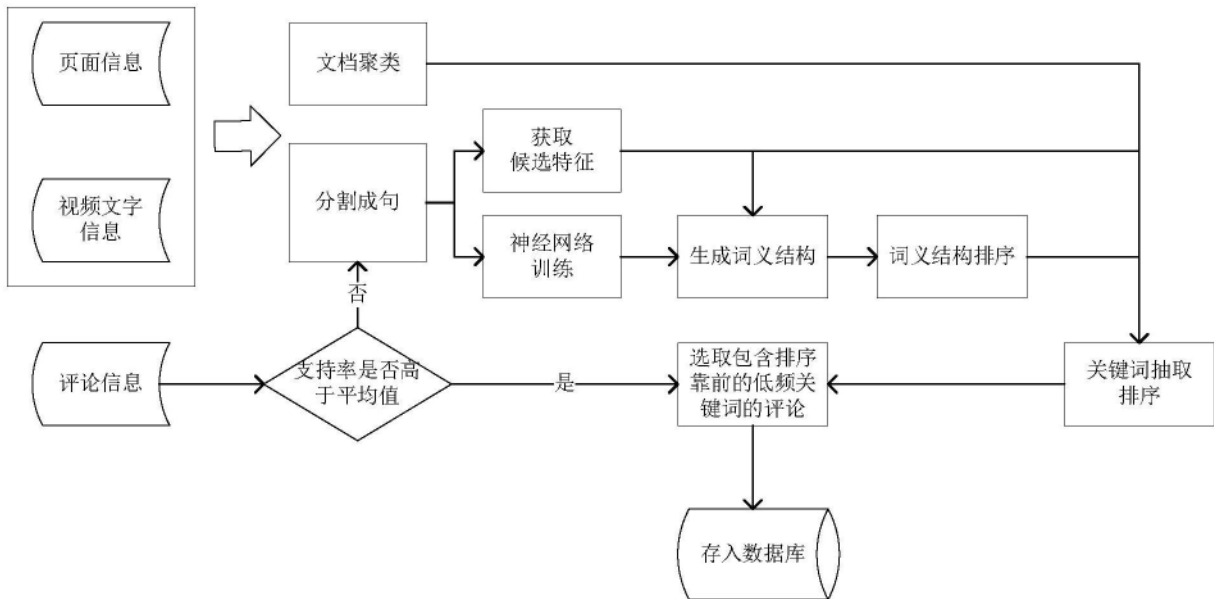 页面信息
文档聚类
获取
候选特征
视频文字
信息
分割成句
神经网络
训练
生成词义结构
词义结构排序
否
评论信息
支持率是否高
于平均值
是
选取包含排序
靠前的低频关
键词的评论
关键词抽取
排序
存入数据库